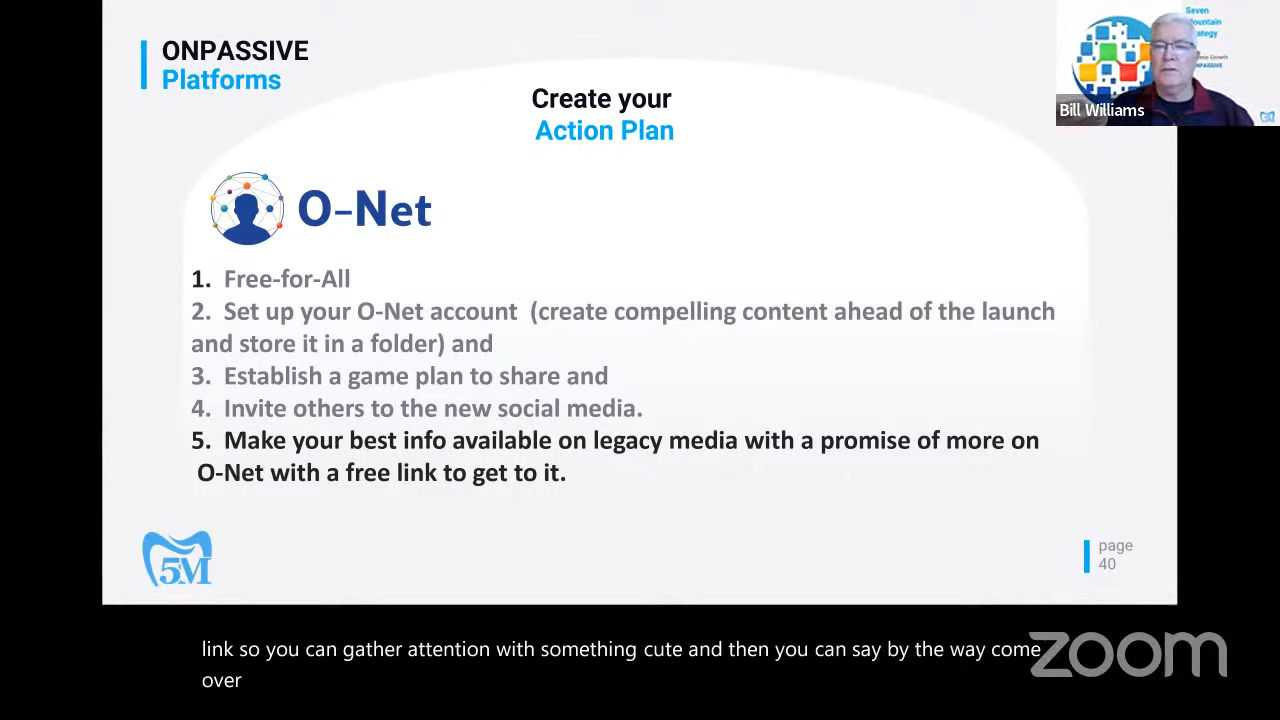 ONPASSIVE
Platforms
Create your
Action Plan
O-Net
1. Free-for-All
2. Set up your O-Net account (create compelling content ahead of the launch
and store it in a folder) and
3. Establish a game plan to share and
4. Invite others to the new social media.
5. Make your best info available on legacy media with a promise of more on
O-Net with a free link to get to it.
5M
page
40
Seven
Bill Williams
link so you can gather attention with something cute and then you can say by the way come
over
zoom